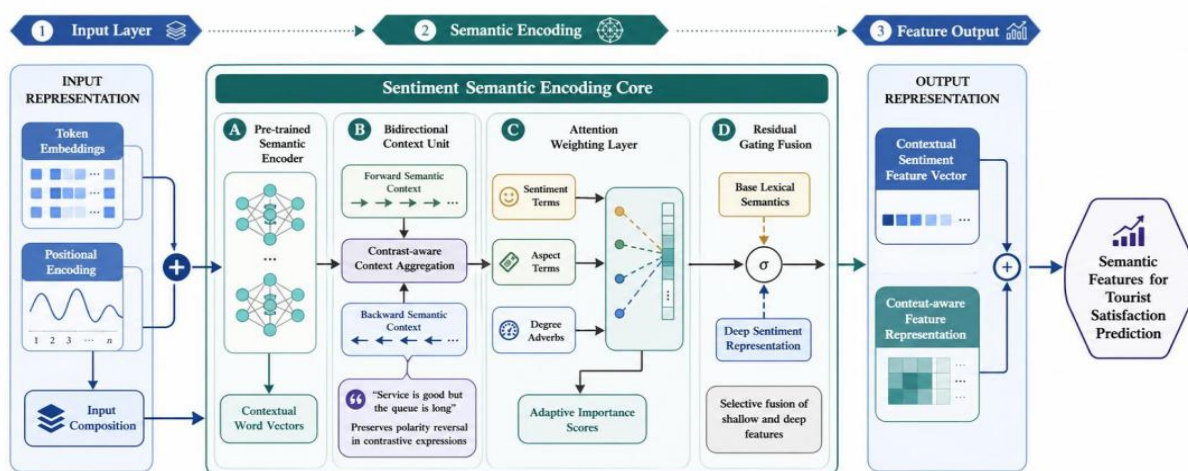 1 Input Layer
2 Semantic Encoding
3 Feature Output
INPUT
REPRESENTATION
Token
Embeddings
...
...
...
Positional
Encoding
1 2 3 ... n
Input
Composition
Sentiment Semantic Encoding Core
A Pre-trained
Semantic
Encoder
...
Contextual
Word Vectors
B Bidirectional
Context Unit
Forward Semantic
Context
...
Contrast-aware
Context Aggregation
Backward Semantic
Context
...
“Service is good but
the queue is long”
Preserves polarity reversal
in contrastive expressions
C Attention
Weighting Layer
Sentiment
Terms
Aspect
Terms
Degree
Adverbs
Adaptive Importance
Scores
D Residual
Gating Fusion
Base Lexical
Semantics
σ
Deep Sentiment
Representation
Selective fusion of
shallow and deep
features
OUTPUT
REPRESENTATION
Contextual
Sentiment
Feature Vector
...
Conteut-aware
Feature
Representation
...
Semantic
Features for
Tourist
Satisfaction
Prediction